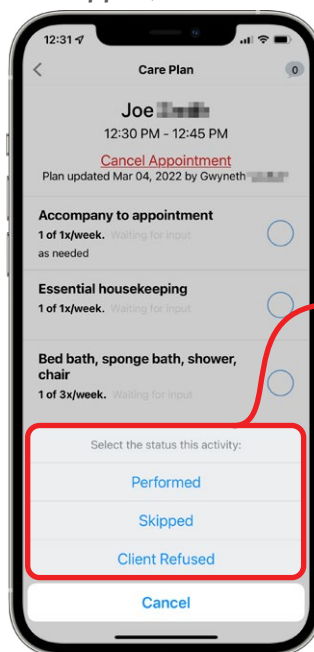 12:31
Care Plan
0
Joe
12:30 PM - 12:45 PM
Cancel Appointment
Plan updated Mar 04, 2022 by Gwyneth
Accompany to appointment
1 of 1x/week. Waiting for input
as needed
Essential housekeeping
1 of 1x/week. Waiting for input
Bed bath, sponge bath, shower,
chair
1 of 3x/week. Waiting for input
Select the status this activity:
Performed
Skipped
Client Refused
Cancel